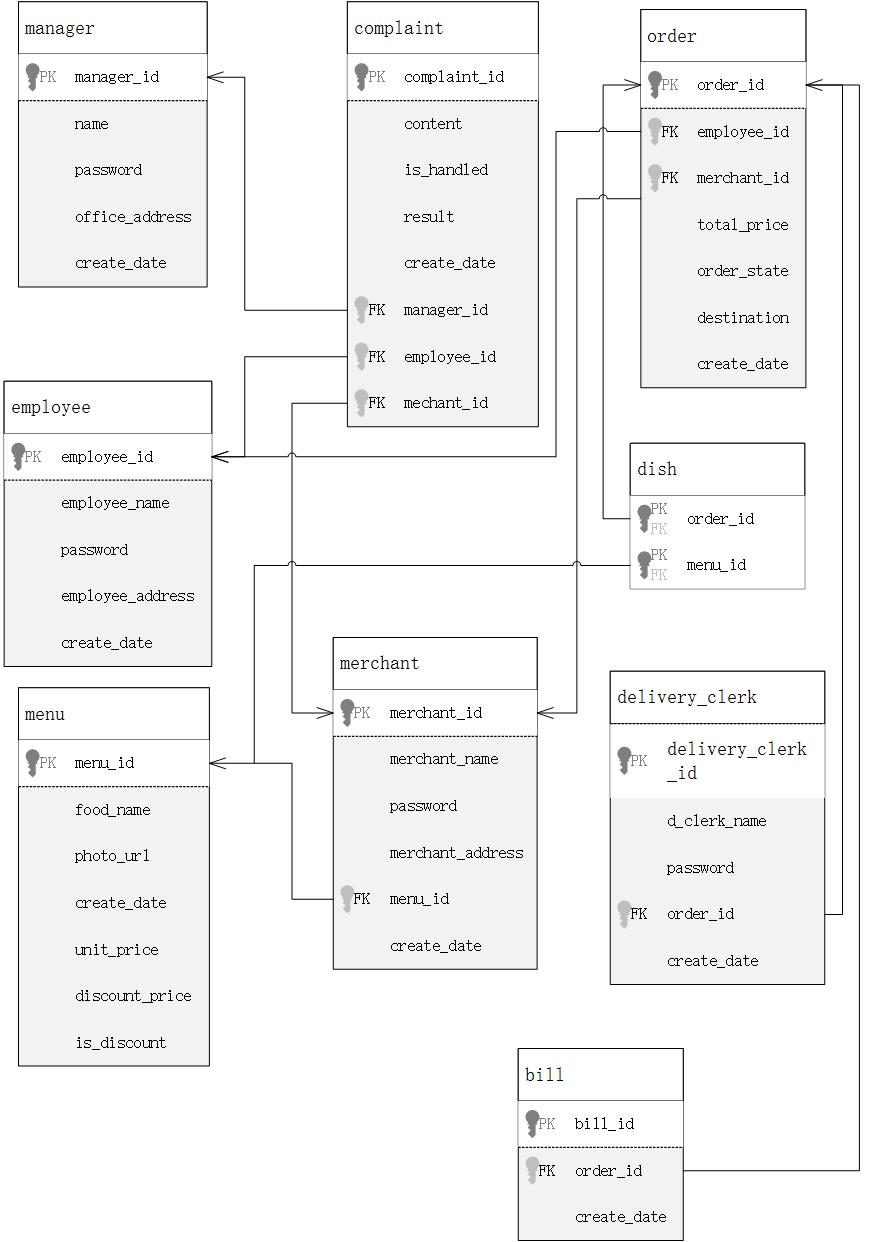 manager
PK manager_id
name
password
office_address
create_date
complaint
PK complaint_id
content
is_handled
result
create_date
FK manager_id
FK employee_id
FK mechant_id
order
PK order_id
FK employee_id
FK merchant_id
total_price
order_state
destination
create_date
employee
PK employee_id
employee_name
password
employee_address
create_date
dish
PK
FK
order_id
PK
FK
menu_id
menu
PK menu_id
food_name
photo_url
create_date
unit_price
discount_price
is_discount
merchant
PK merchant_id
merchant_name
password
merchant_address
FK menu_id
create_date
delivery_clerk
PK
delivery_clerk
_id
d_clerk_name
password
FK order_id
create_date
bill
PK bill_id
FK order_id
create_date